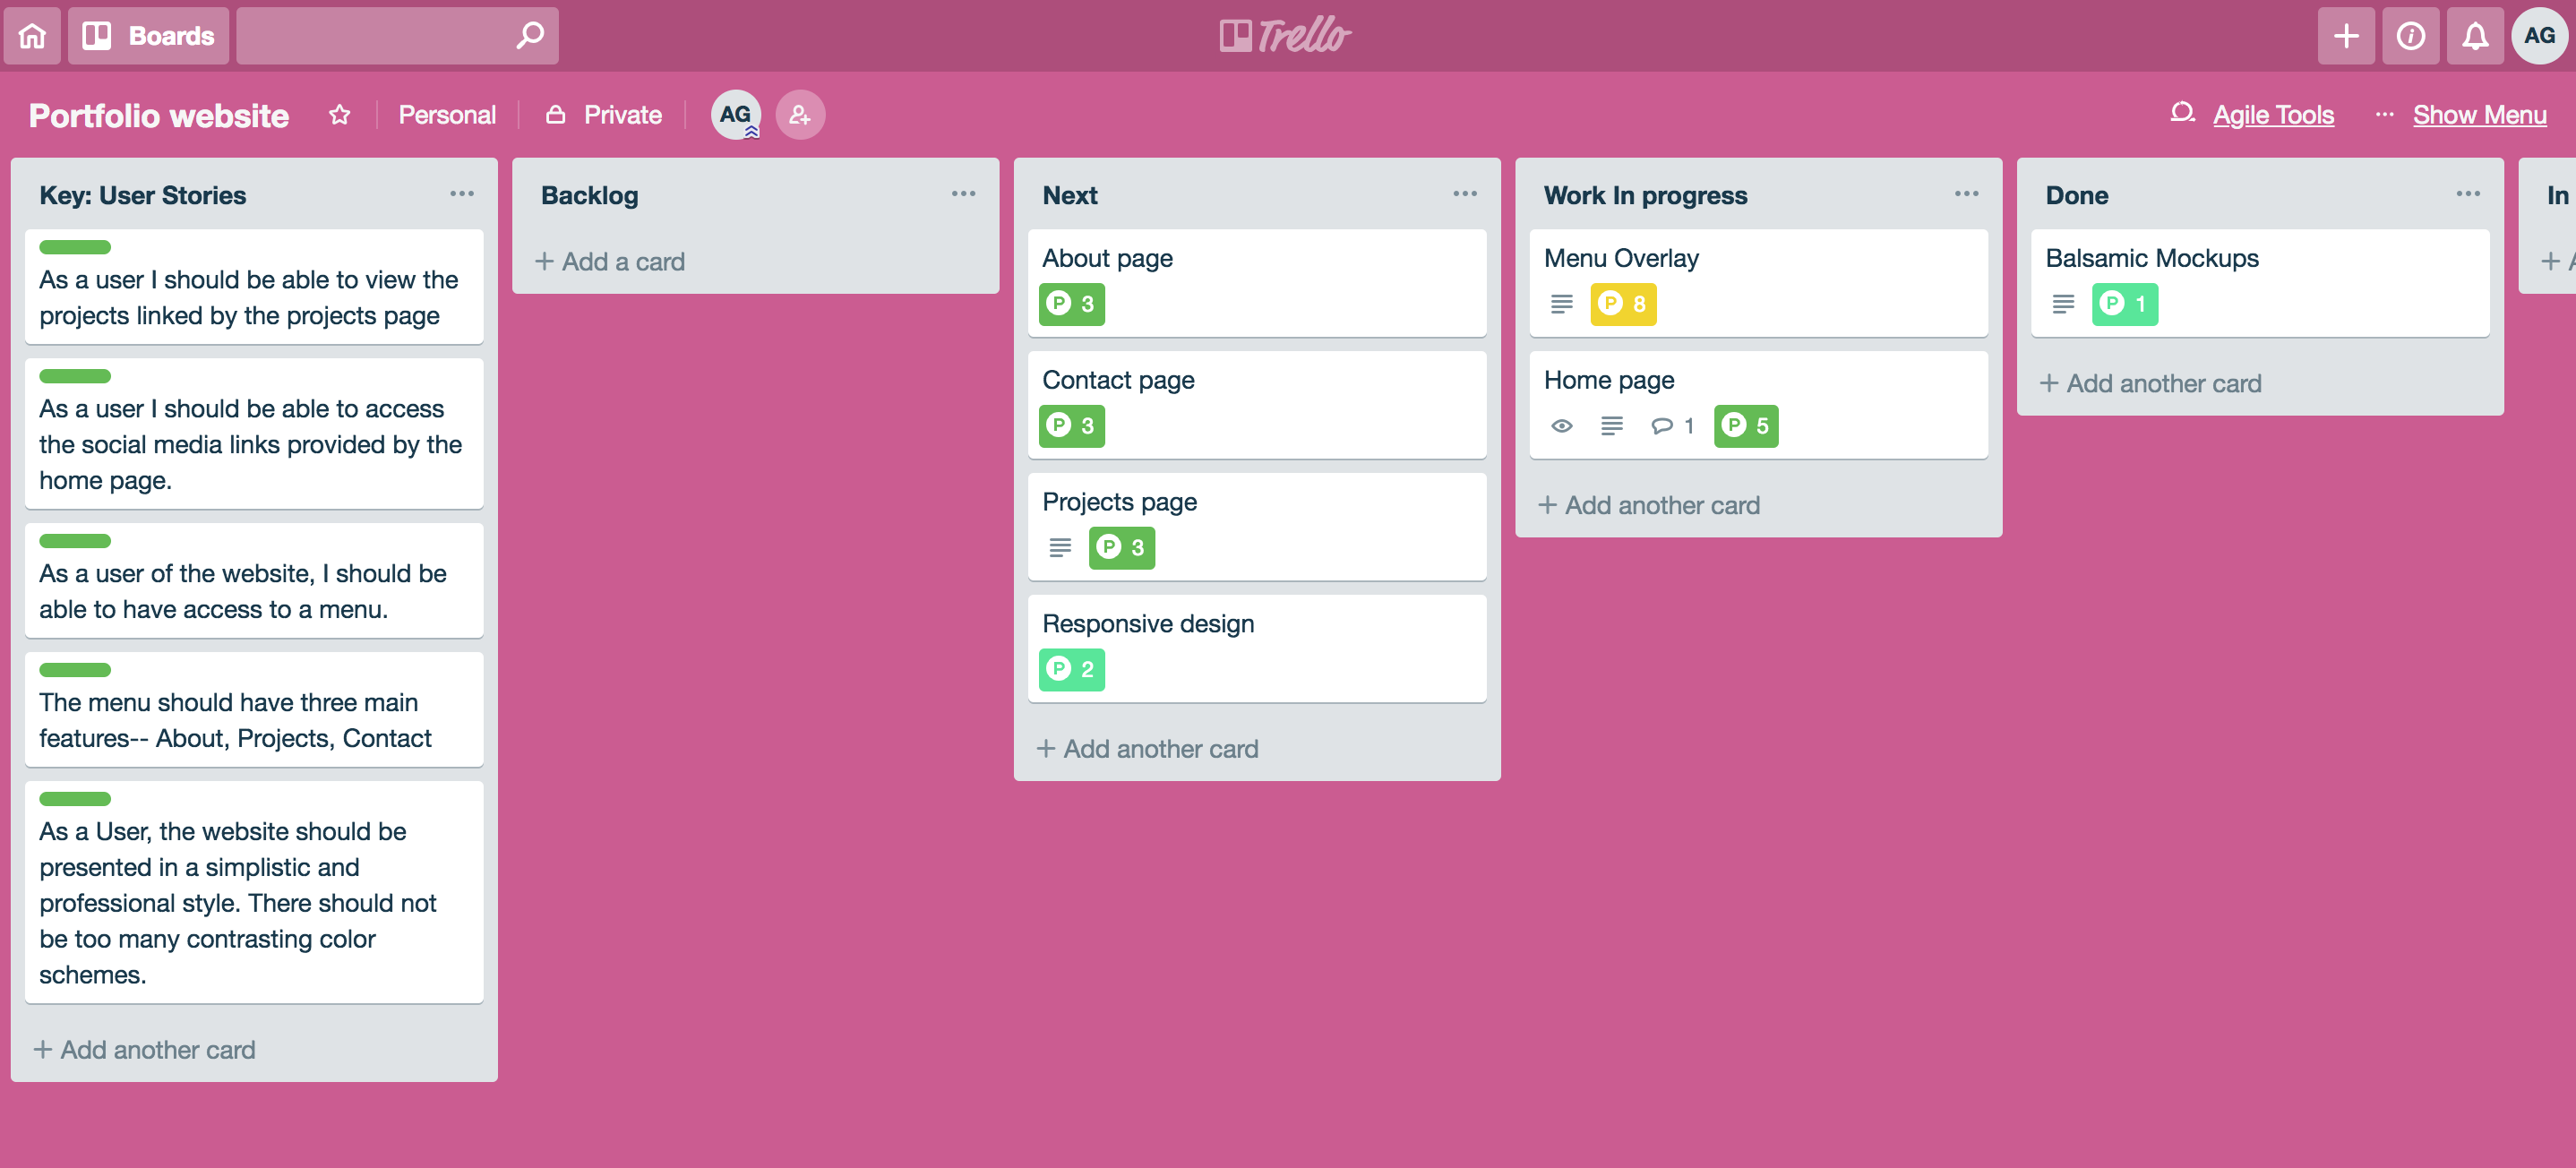 Boards
Trello
AG
Portfolio website
Personal
Private
AG
Agile Tools
Show Menu
Key: User Stories
As a user I should be able to view the
projects linked by the projects page
As a user I should be able to access
the social media links provided by the
home page.
As a user of the website, I should be
able to have access to a menu.
The menu should have three main
features-- About, Projects, Contact
As a User, the website should be
presented in a simplistic and
professional style. There should not
be too many contrasting color
schemes.
+ Add another card
Backlog
+ Add a card
Next
About page
P 3
Contact page
P 3
Projects page
P 3
Responsive design
P 2
+ Add another card
Work In progress
Menu Overlay
P 8
Home page
1 P 5
+ Add another card
Done
Balsamic Mockups
P 1
+ Add another card
In
+